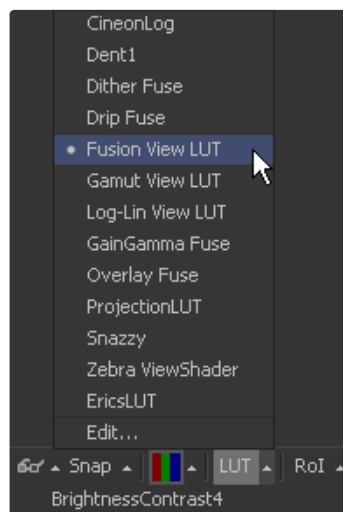 CineonLog
Dent1
Dither Fuse
Drip Fuse
Fusion View LUT
Gamut View LUT
Log-Lin View LUT
GainGamma Fuse
Overlay Fuse
ProjectionLUT
Snazzy
Zebra ViewShader
EricsLUT
Edit...
Snap LUT RoI
BrightnessContrast4